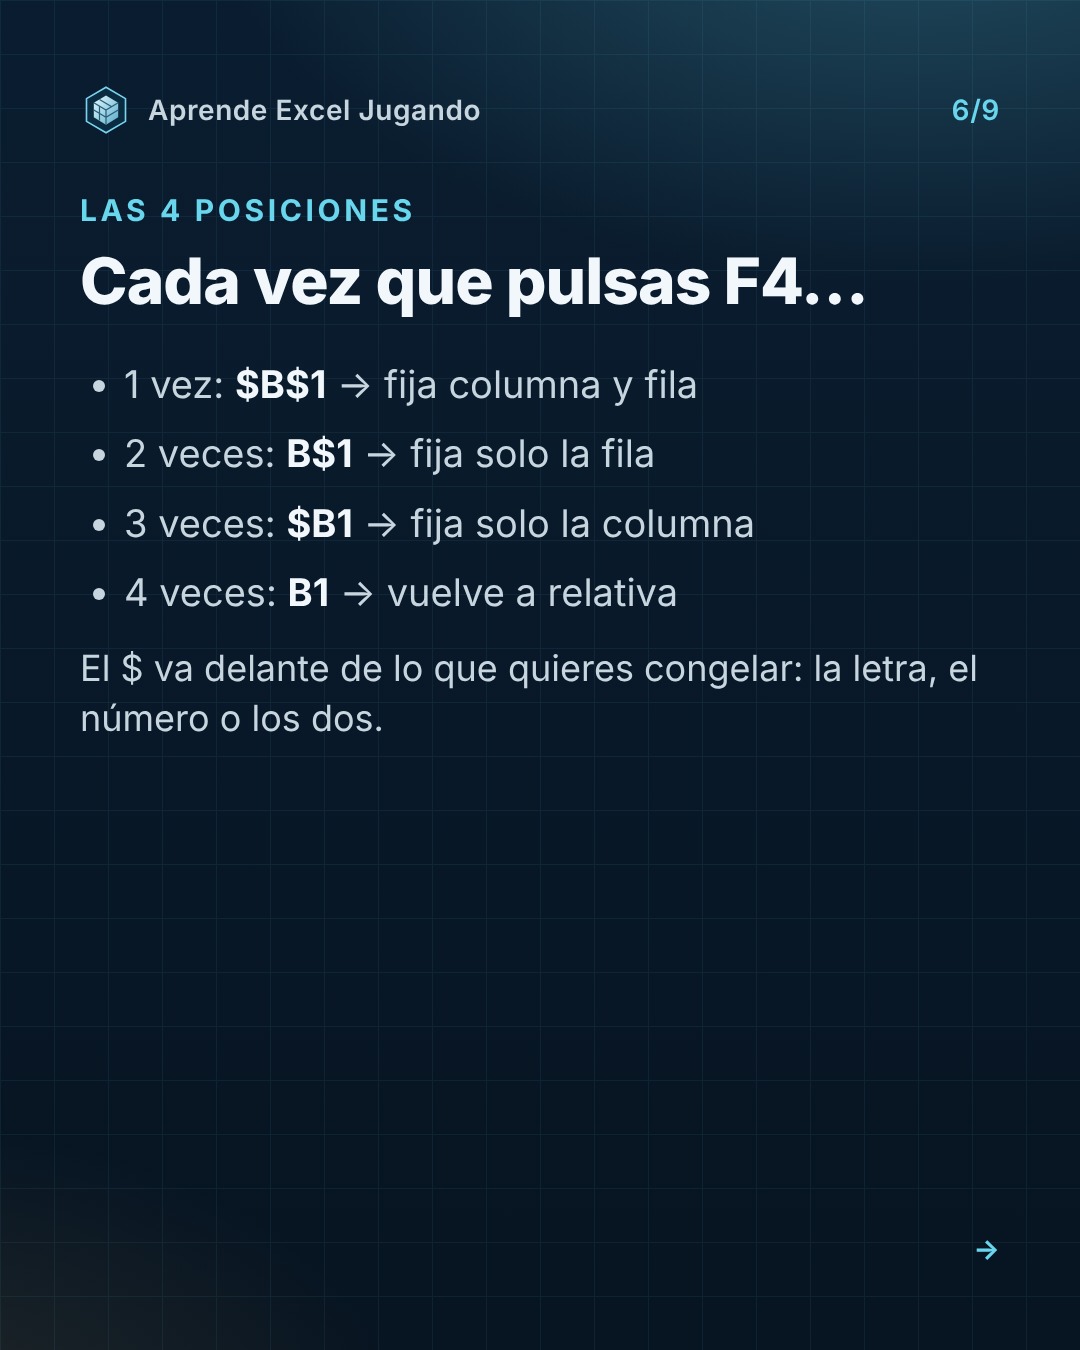 Aprende Excel Jugando
6/9
LAS 4 POSICIONES
Cada vez que pulsas F4...
• 1 vez: $B$1 → fija columna y fila
• 2 veces: B$1 → fija solo la fila
• 3 veces: $B1 → fija solo la columna
• 4 veces: B1 → vuelve a relativa
El $ va delante de lo que quieres congelar: la letra, el
número o los dos.
→